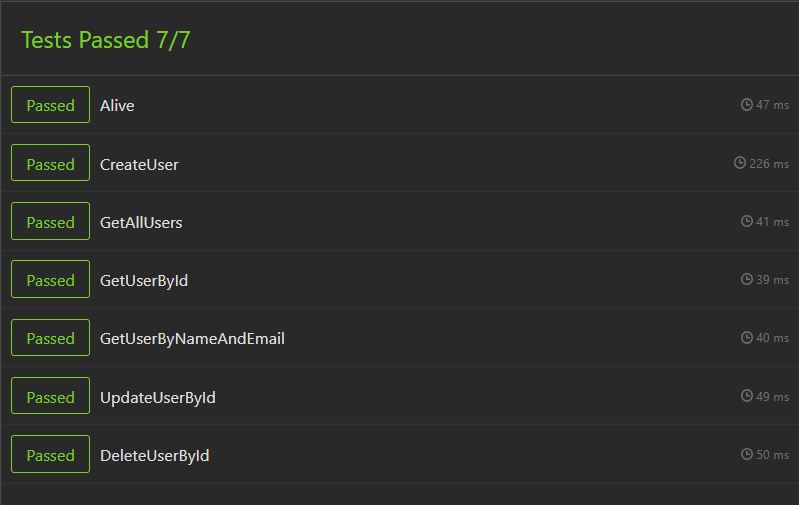 Tests Passed 7/7
Passed Alive 47 ms
Passed CreateUser 226 ms
Passed GetAllUsers 41 ms
Passed GetUserById 39 ms
Passed GetUserByNameAndEmail 40 ms
Passed UpdateUserById 49 ms
Passed DeleteUserById 50 ms